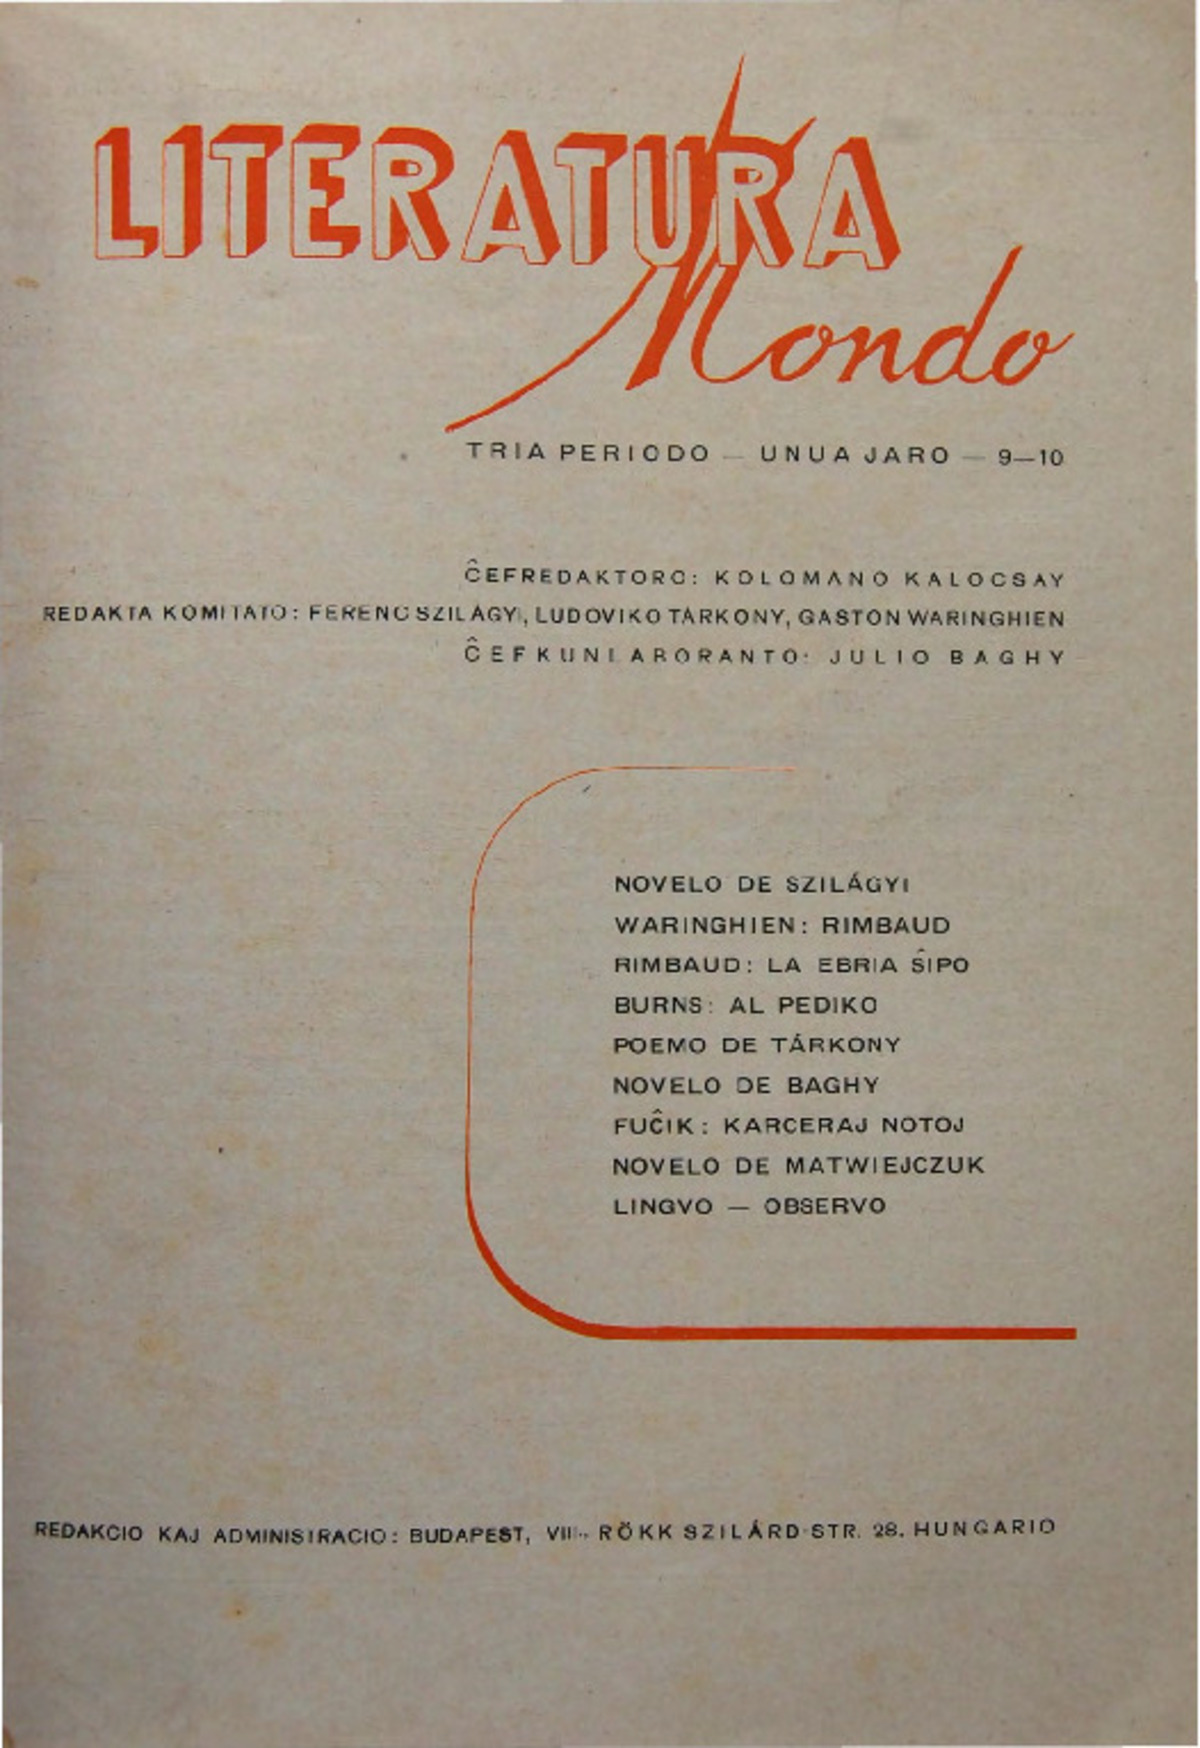 LITERATURA
Mondo
TRIA PERIODO — UNUA JARO — 9—10
ĈEFREDAKTORO: KOLOMANO KALOCSAY
REDAKTA KOMITATO: FERENC SZILÁGYI, LUDOVIKO TÁRKONY, GASTON WARINGHIEN
ĈEFKUNLABORANTO: JULIO BAGHY
NOVELO DE SZILÁGYI
WARINGHIEN: RIMBAUD
RIMBAUD: LA EBRIA ŜIPO
BURNS: AL PEDIKO
POEMO DE TÁRKONY
NOVELO DE BAGHY
FUĈIK: KARCERAJ NOTOJ
NOVELO DE MATWIEJCZUK
LINGVO — OBSERVO
REDAKCIO KAJ ADMINISTRACIO: BUDAPEST, VIII., RÖKK SZILÁRD-STR. 28. HUNGARIO